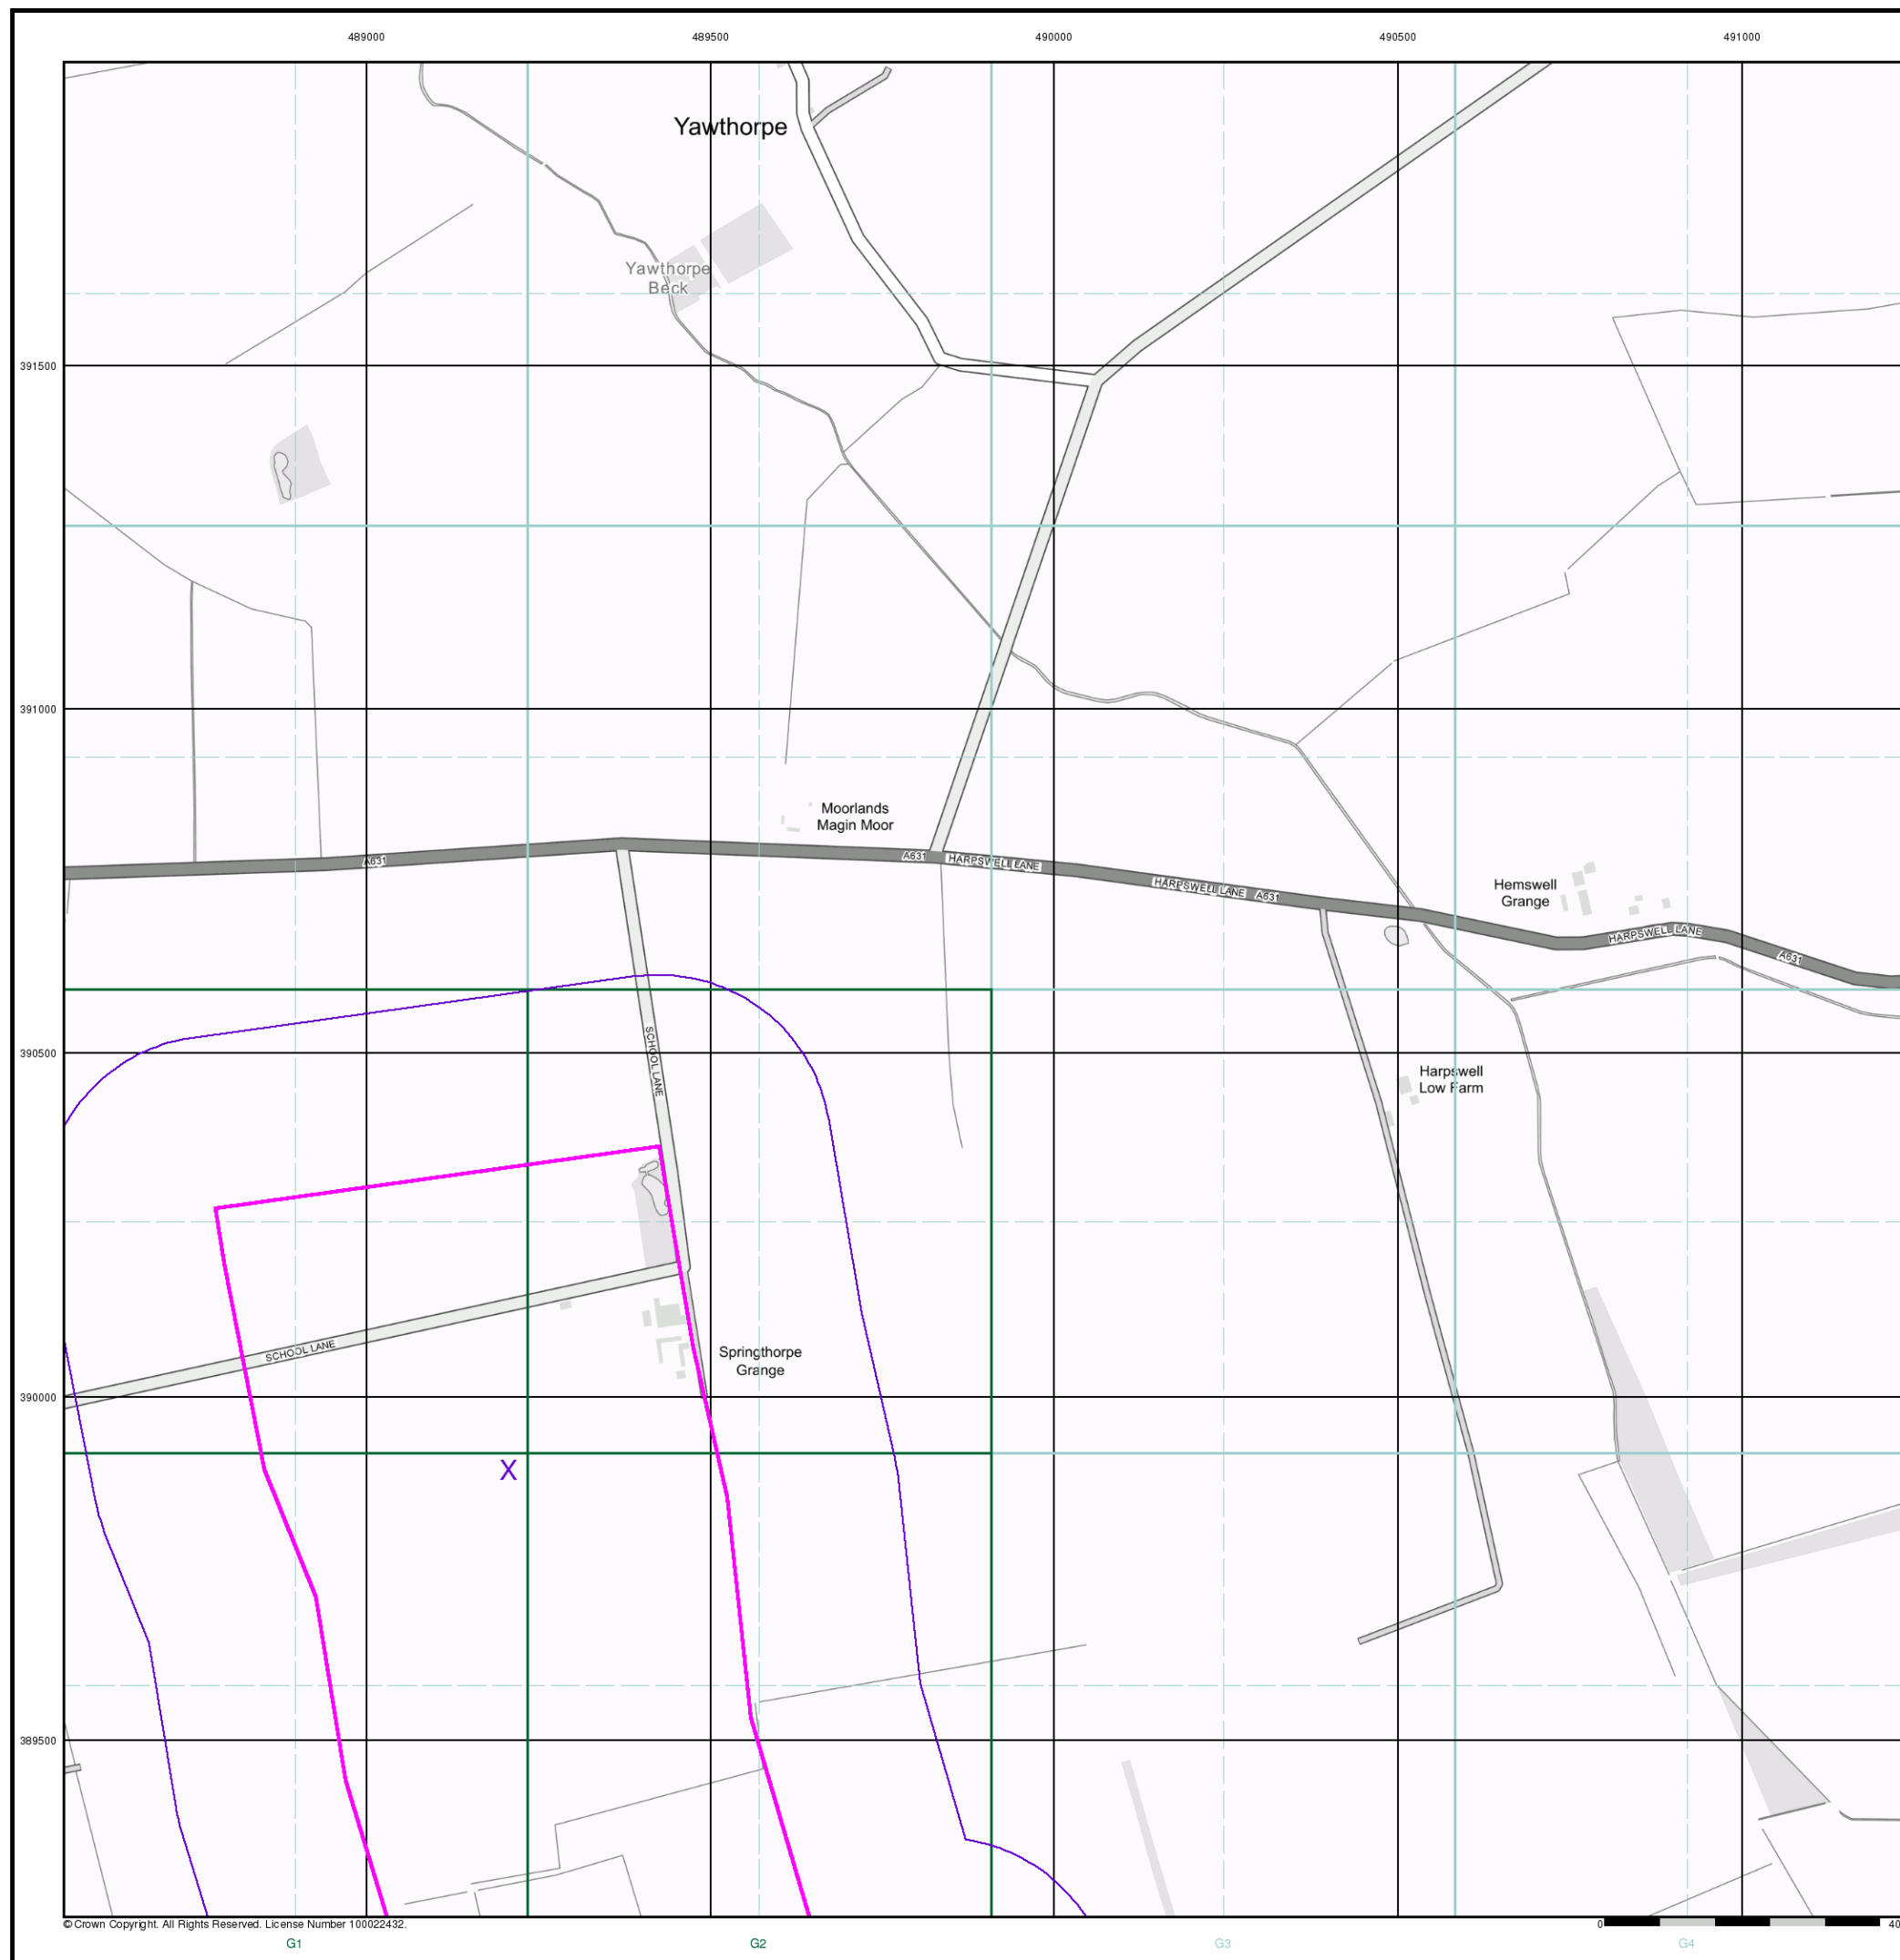 489000 489500 490000 490500 491000
Yawthorpe
Yawthorpe
Beck
391500
391000
Moorlands
Magin Moor
A631
A631
HARPSWELL LANE
HARPSWELL LANE
A631
Hemswell
Grange
HARPSWELL LANE
A631
390500
SCHOOL LANE
Harpswell
Low Farm
SCHOOL LANE
Springthorpe
Grange
390000
X
389500
© Crown Copyright. All Rights Reserved. License Number 100022432.
0
40
G1 G2 G3 G4